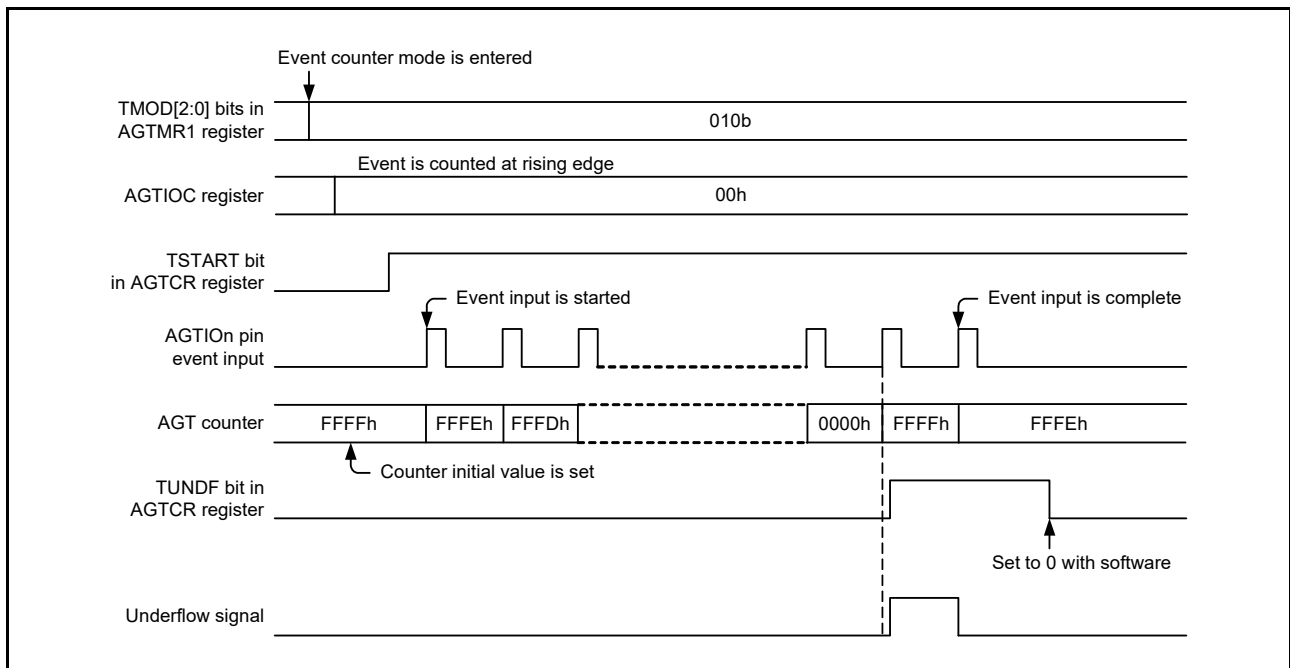 Event counter mode is entered
TMOD[2:0] bits in
AGTMR1 register
010b
Event is counted at rising edge
AGTIOC register
00h
TSTART bit
in AGTCR register
Event input is started
Event input is complete
AGTIOn pin
event input
AGT counter
FFFFh
FFFEh
FFFDh
0000h
FFFFh
FFFEh
Counter initial value is set
TUNDF bit in
AGTCR register
Set to 0 with software
Underflow signal